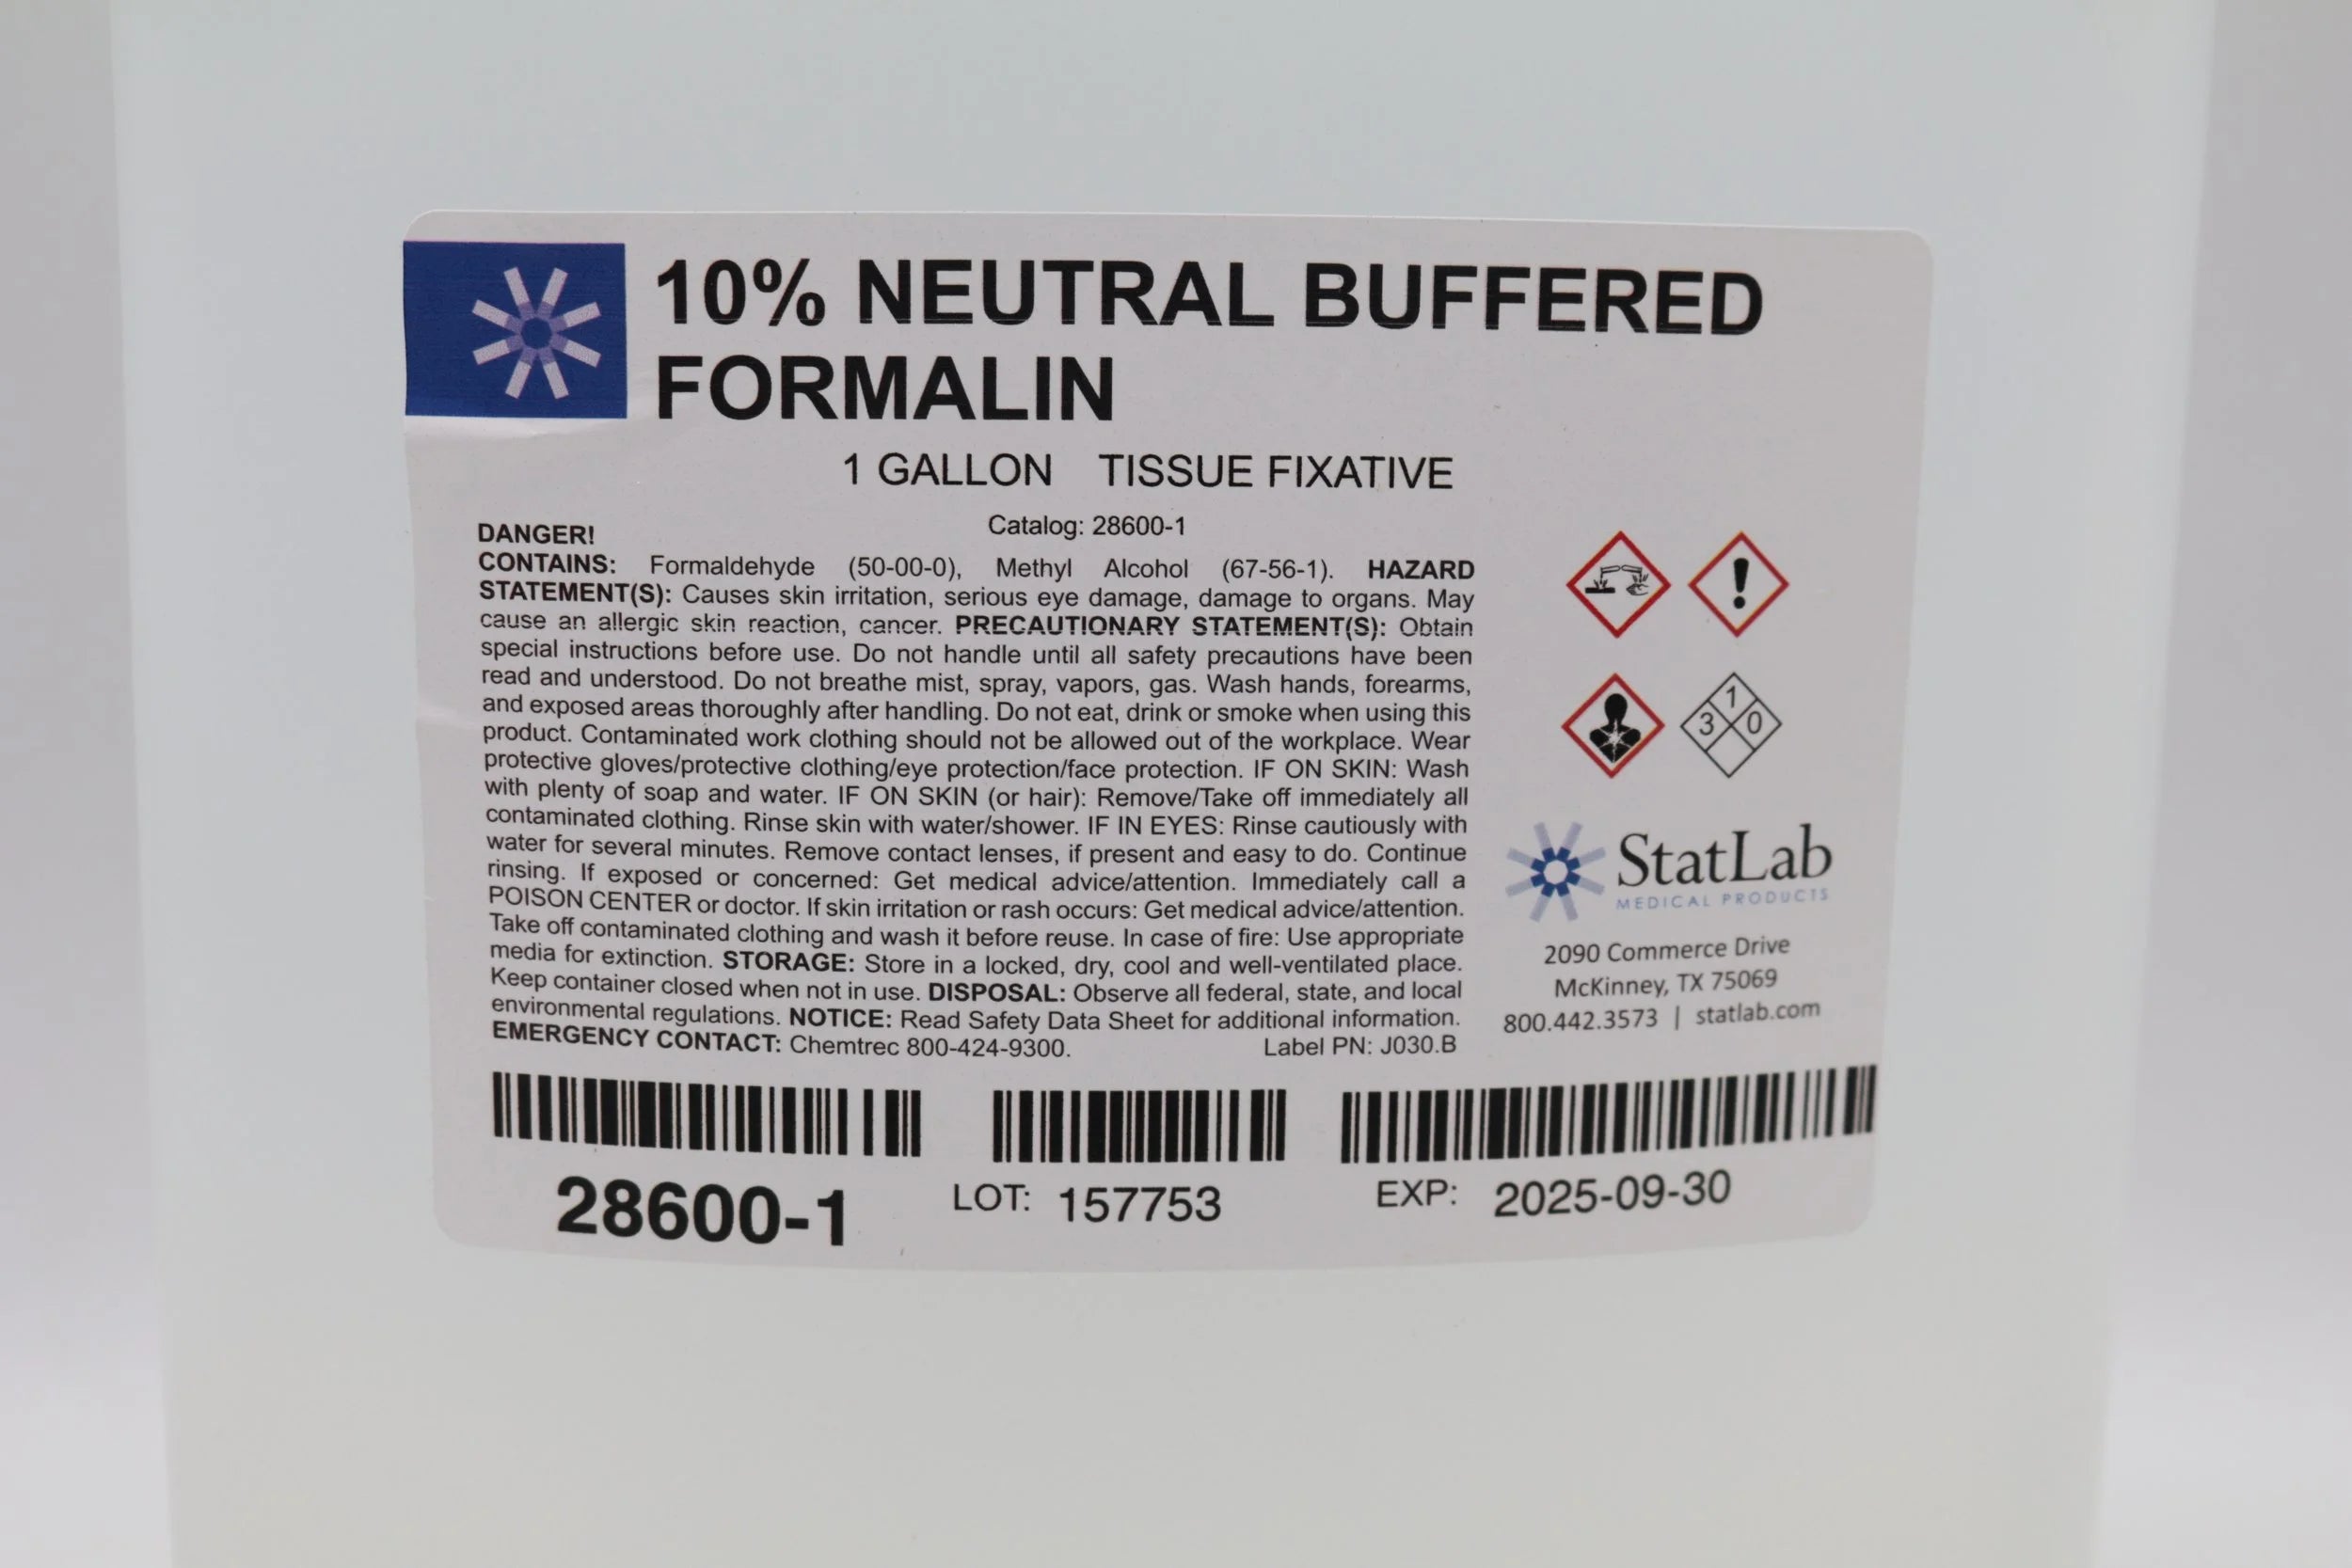 10% NEUTRAL BUFFERED
FORMALIN
1 GALLON TISSUE FIXATIVE
Catalog: 28600-1
DANGER!
CONTAINS: Formaldehyde (50-00-0), Methyl Alcohol (67-56-1). HAZARD
STATEMENT(S): Causes skin irritation, serious eye damage, damage to organs. May
cause an allergic skin reaction, cancer. PRECAUTIONARY STATEMENT(S): Obtain
special instructions before use. Do not handle until all safety precautions have been
read and understood. Do not breathe mist, spray, vapors, gas. Wash hands, forearms,
and exposed areas thoroughly after handling. Do not eat, drink or smoke when using this
product. Contaminated work clothing should not be allowed out of the workplace. Wear
protective gloves/protective clothing/eye protection/face protection. IF ON SKIN: Wash
with plenty of soap and water. IF ON SKIN (or hair): Remove/Take off immediately all
contaminated clothing. Rinse skin with water/shower. IF IN EYES: Rinse cautiously with
water for several minutes. Remove contact lenses, if present and easy to do. Continue
rinsing. If exposed or concerned: Get medical advice/attention. Immediately call a
POISON CENTER or doctor. If skin irritation or rash occurs: Get medical advice/attention.
Take off contaminated clothing and wash it before reuse. In case of fire: Use appropriate
media for extinction. STORAGE: Store in a locked, dry, cool and well-ventilated place.
Keep container closed when not in use. DISPOSAL: Observe all federal, state, and local
environmental regulations. NOTICE: Read Safety Data Sheet for additional information.
EMERGENCY CONTACT: Chemtrec 800-424-9300. Label PN: J030.B
1
3 0
StatLab
MEDICAL PRODUCTS
2090 Commerce Drive
McKinney, TX 75069
800.442.3573 | statlab.com
28600-1 LOT: 157753 EXP: 2025-09-30